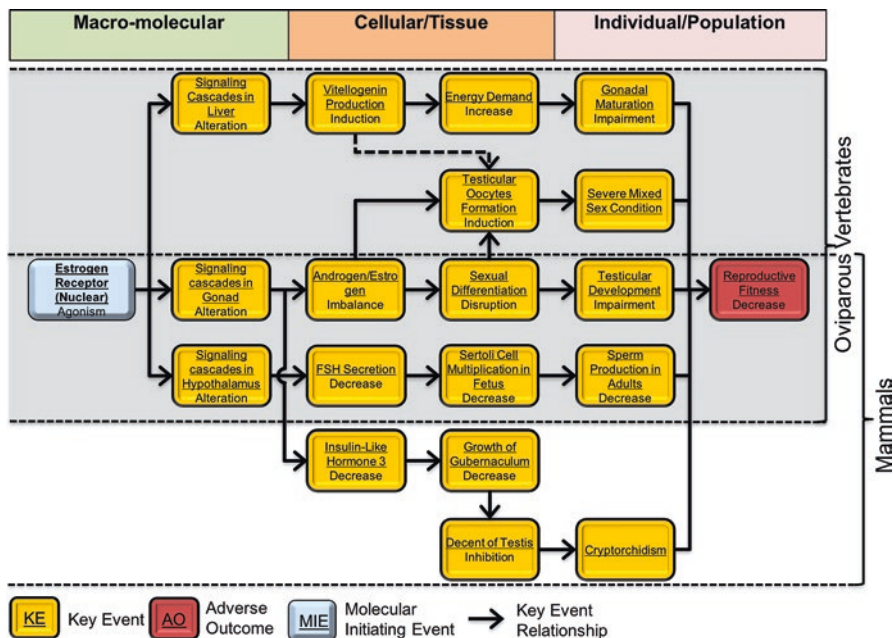 Macro-molecular
Cellular/Tissue
Individual/Population
Signaling
Cascades in
Liver
Alteration
Vitellogenin
Production
Induction
Energy Demand
Increase
Gonadal
Maturation
Impairment
Testicular
Oocytes
Formation
Induction
Severe Mixed
Sex Condition
Oviparous Vertebrates
Estrogen
Receptor
(Nuclear)
Agonism
Signaling
cascades in
Gonad
Alteration
Androgen/Estro
gen
Imbalance
Sexual
Differentiation
Disruption
Testicular
Development
Impairment
Reproductive
Fitness
Decrease
Signaling
cascades in
Hypothalamus
Alteration
FSH Secretion
Decrease
Sertoli Cell
Multiplication in
Fetus
Decrease
Sperm
Production in
Adults
Decrease
Mammals
Insulin-Like
Hormone 3
Decrease
Growth of
Gubernaculum
Decrease
Decent of Testis
Inhibition
Cryptorchidism
KE
Key Event
AO
Adverse
Outcome
MIE
Molecular
Initiating Event
Key Event
Relationship